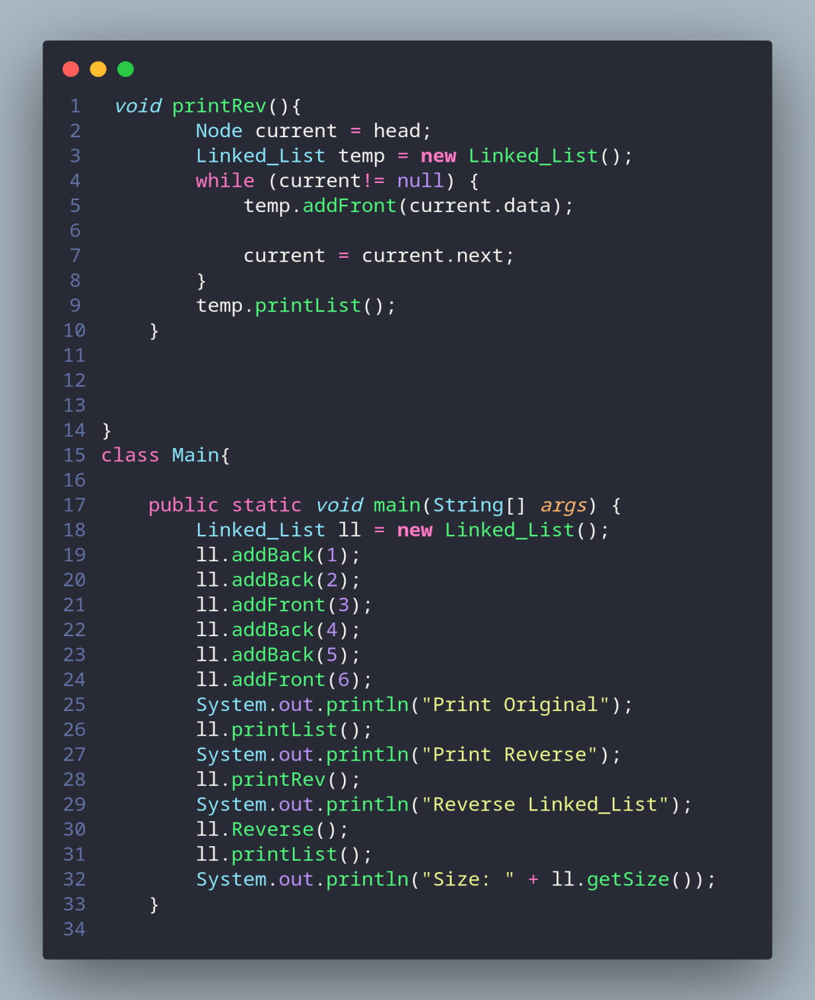 1 void printRev(){
2 Node current = head;
3 Linked_List temp = new Linked_List();
4 while (current!= null) {
5 temp.addFront(current.data);
6
7 current = current.next;
8 }
9 temp.printList();
10 }
11
12
13
14 }
15 class Main{
16
17 public static void main(String[] args) {
18 Linked_List ll = new Linked_List();
19 ll.addBack(1);
20 ll.addBack(2);
21 ll.addFront(3);
22 ll.addBack(4);
23 ll.addBack(5);
24 ll.addFront(6);
25 System.out.println("Print Original");
26 ll.printList();
27 System.out.println("Print Reverse");
28 ll.printRev();
29 System.out.println("Reverse Linked_List");
30 ll.Reverse();
31 ll.printList();
32 System.out.println("Size: " + ll.getSize());
33 }
34